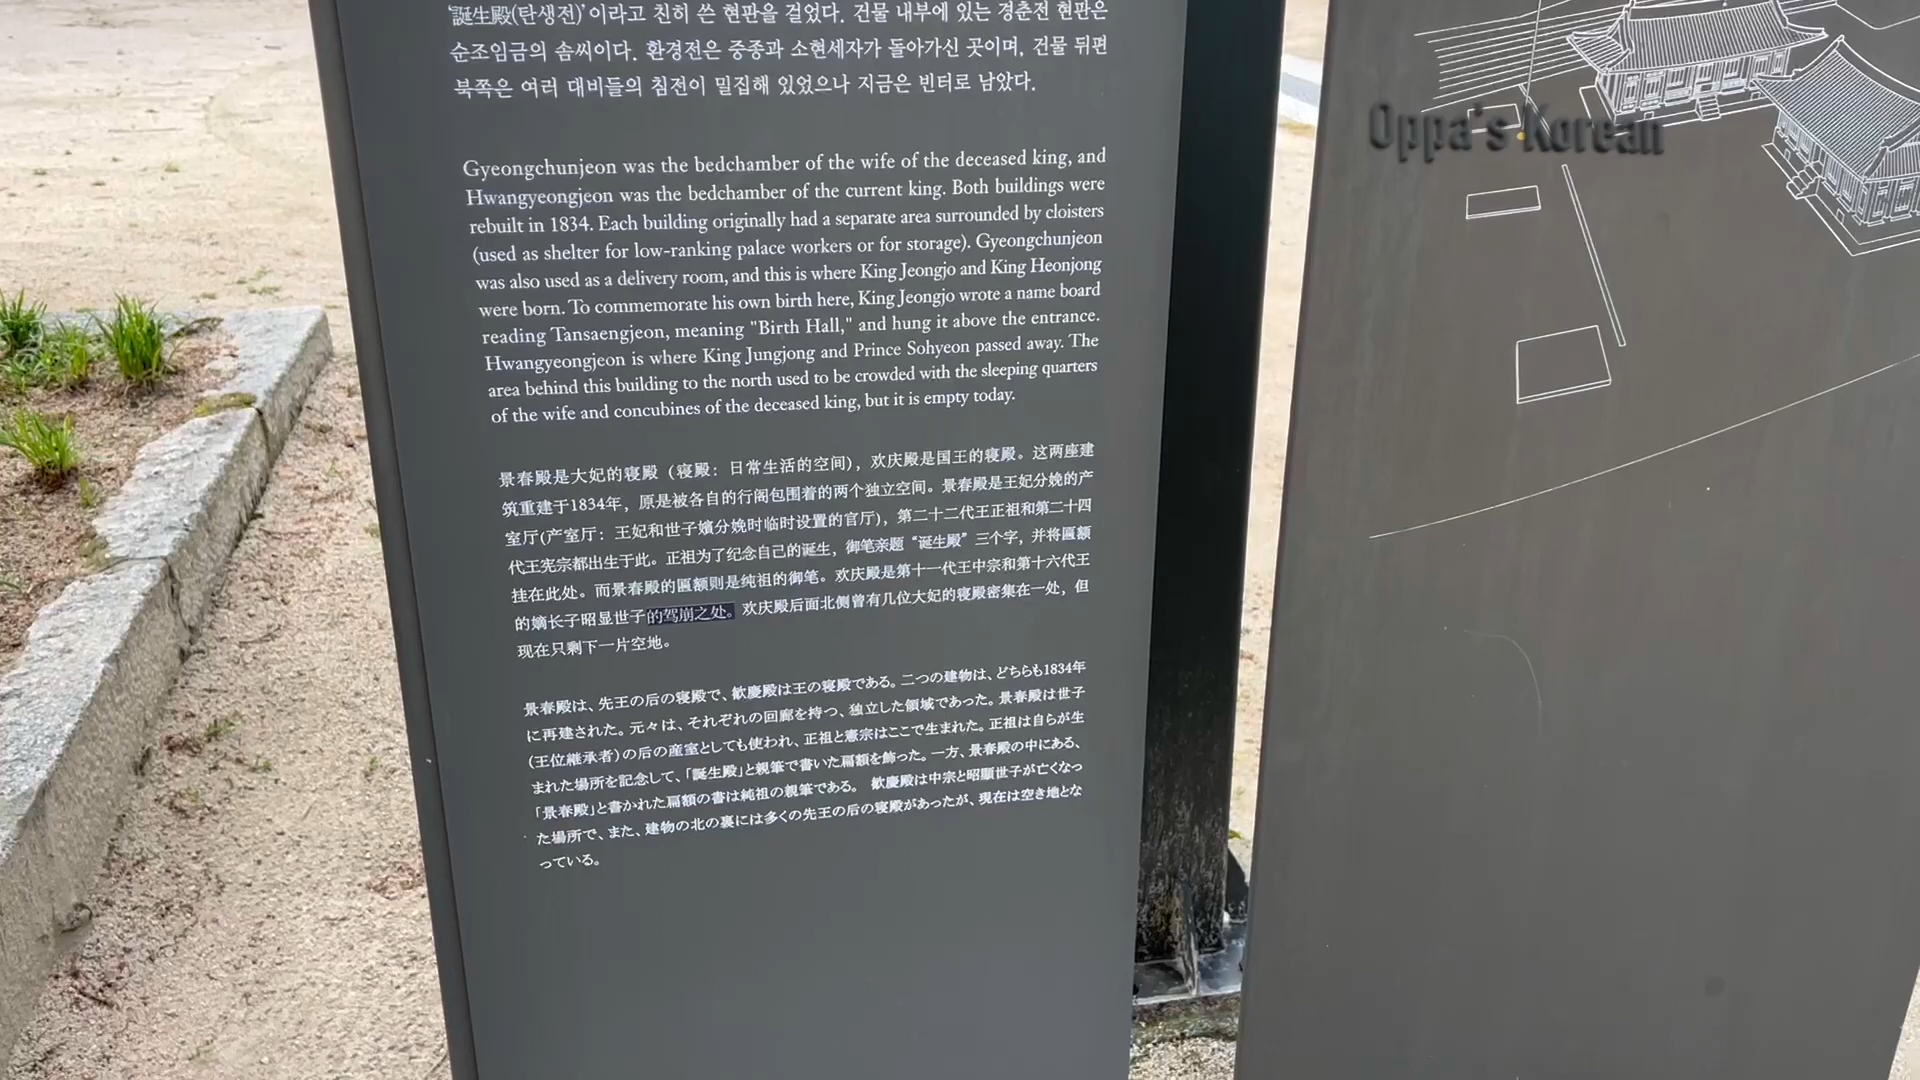 '誕生殿(탄생전)'이라고 친히 쓴 현판을 걸었다. 건물 내부에 있는 경춘전 현판은
순조임금의 솜씨이다. 환경전은 중종과 소현세자가 돌아가신 곳이며, 건물 뒤편
북쪽은 여러 대비들의 침전이 밀집해 있었으나 지금은 빈터로 남았다.
Gyeongchunjeon was the bedchamber of the wife of the deceased king, and
Hwangyeongjeon was the bedchamber of the current king. Both buildings were
rebuilt in 1834. Each building originally had a separate area surrounded by cloisters
(used as shelter for low-ranking palace workers or for storage). Gyeongchunjeon
was also used as a delivery room, and this is where King Jeongjo and King Heonjong
were born. To commemorate his own birth here, King Jeongjo wrote a name board
reading Tansaengjeon, meaning "Birth Hall," and hung it above the entrance.
Hwangyeongjeon is where King Jungjong and Prince Sohyeon passed away. The
area behind this building to the north used to be crowded with the sleeping quarters
of the wife and concubines of the deceased king, but it is empty today.
景春殿是大妃的寝殿（寝殿：日常生活的空间），欢庆殿是国王的寝殿。这两座建
筑重建于1834年，原是被各自的行阁包围着的两个独立空间。景春殿是王妃分娩的产
室厅(产室厅：王妃和世子嫔分娩时临时设置的官厅)，第二十二代王正祖和第二十四
代王宪宗都出生于此。正祖为了纪念自己的诞生，御笔亲题“诞生殿”三个字，并将匾额
挂在此处。而景春殿的匾额则是纯祖的御笔。欢庆殿是第十一代王中宗和第十六代王
的嫡长子昭显世子的驾崩之处。欢庆殿后面北侧曾有几位大妃的寝殿密集在一处，但
现在只剩下一片空地。
景春殿は、先王の后の寝殿で、歓慶殿は王の寝殿である。二つの建物は、どちらも1834年
に再建された。元々は、それぞれの回廊を持つ、独立した領域であった。景春殿は世子
(王位継承者)の后の産室としても使われ、正祖と憲宗はここで生まれた。正祖は自らが生
まれた場所を記念して、「誕生殿」と親筆で書いた扁額を飾った。一方、景春殿の中にある、
「景春殿」と書かれた扁額の書は純祖の親筆である。 歓慶殿は中宗と昭顯世子が亡くなっ
た場所で、また、建物の北の裏には多くの先王の后の寝殿があったが、現在は空き地とな
っている。
Oppa's Korean